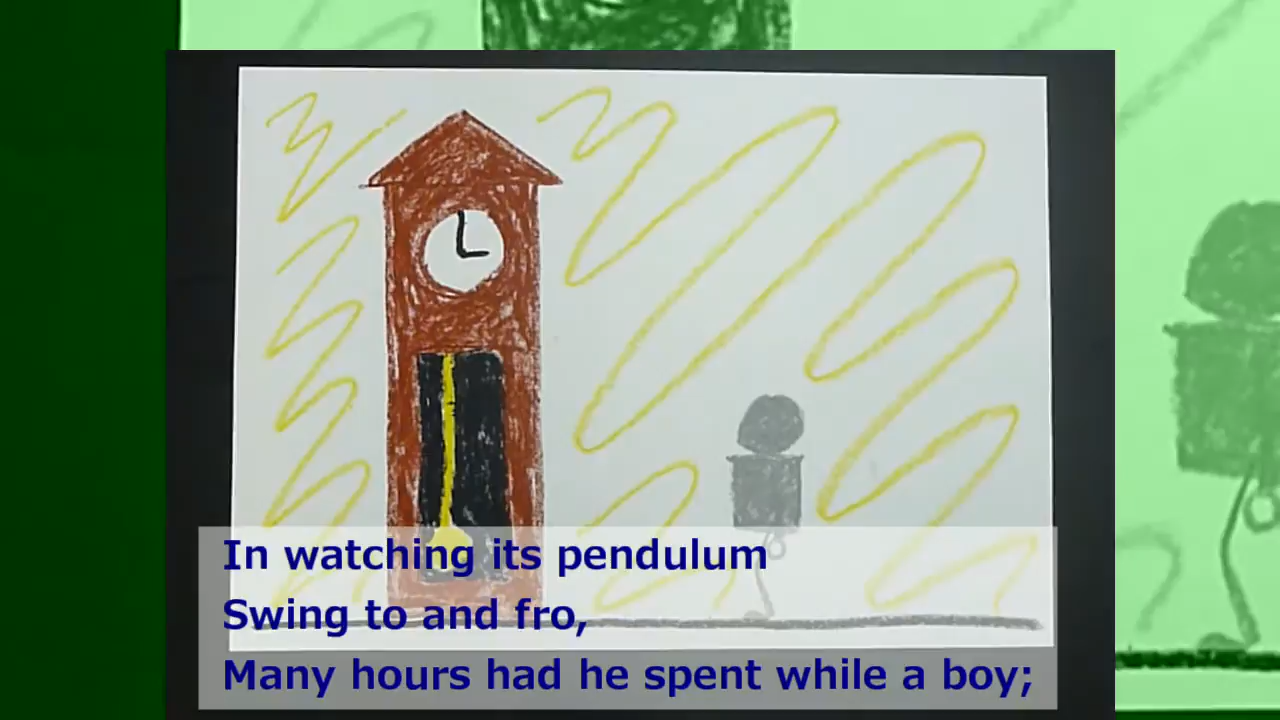 In watching its pendulum
Swing to and fro,
Many hours had he spent while a boy;